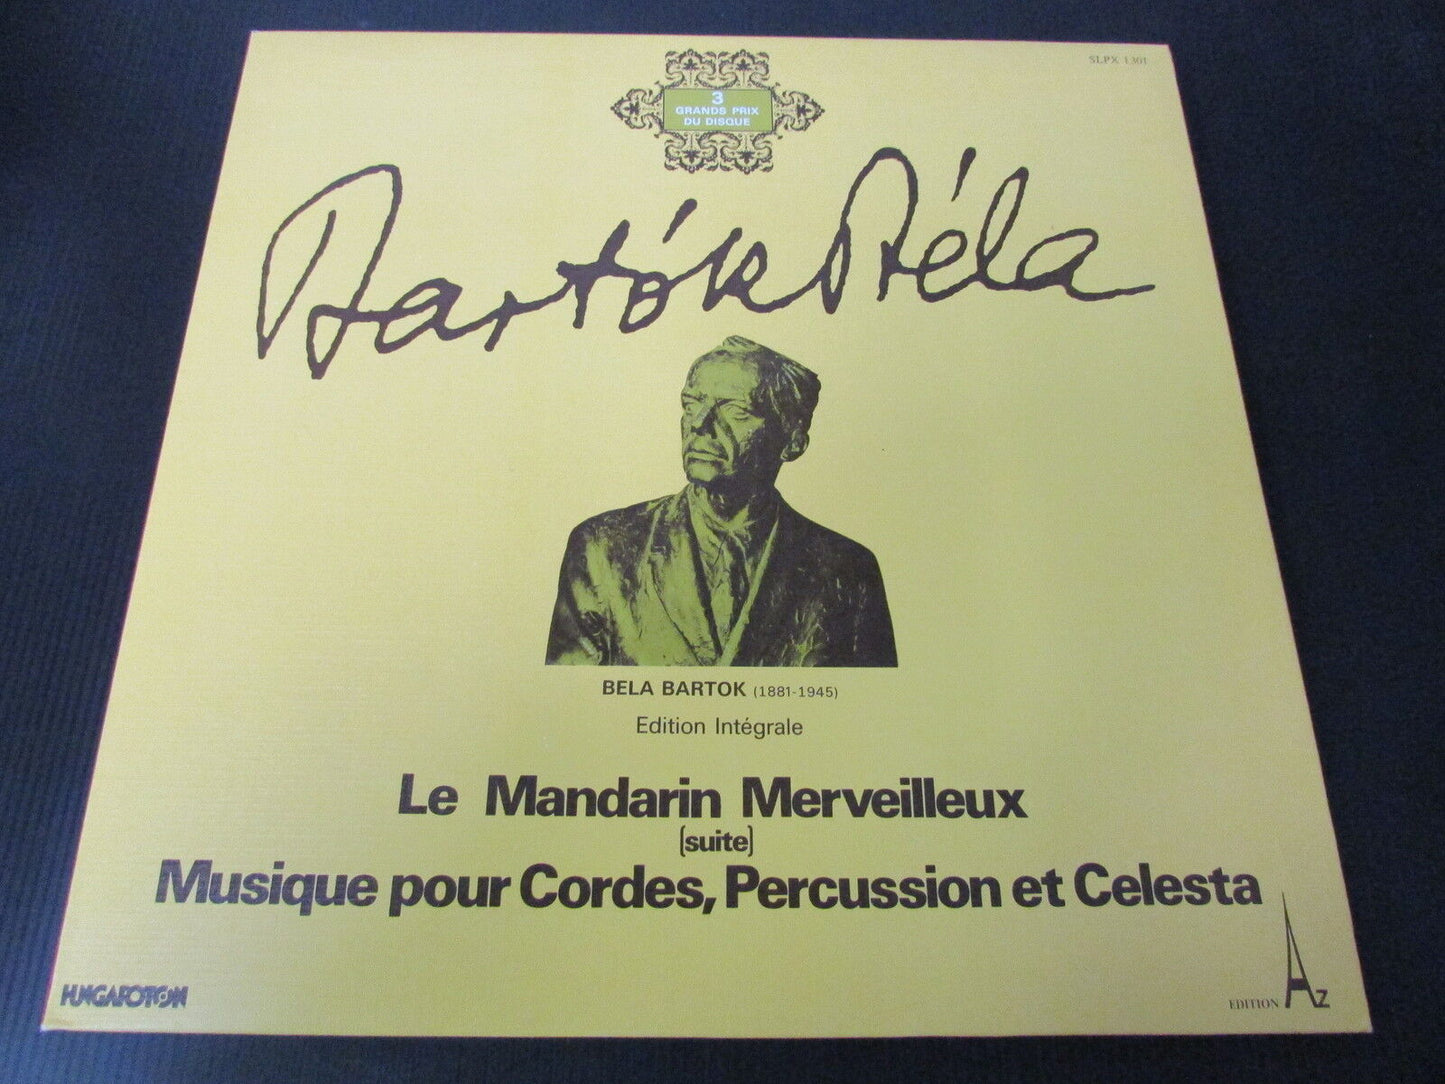 SLPX 1301
3
GRANDS PRIX
DU DISQUE
Bartók Béla
BELA BARTOK (1881-1945)
Edition Intégrale
Le Mandarin Merveilleux
(suite)
Musique pour Cordes, Percussion et Celesta
HUNGAROTON
EDITION AZ